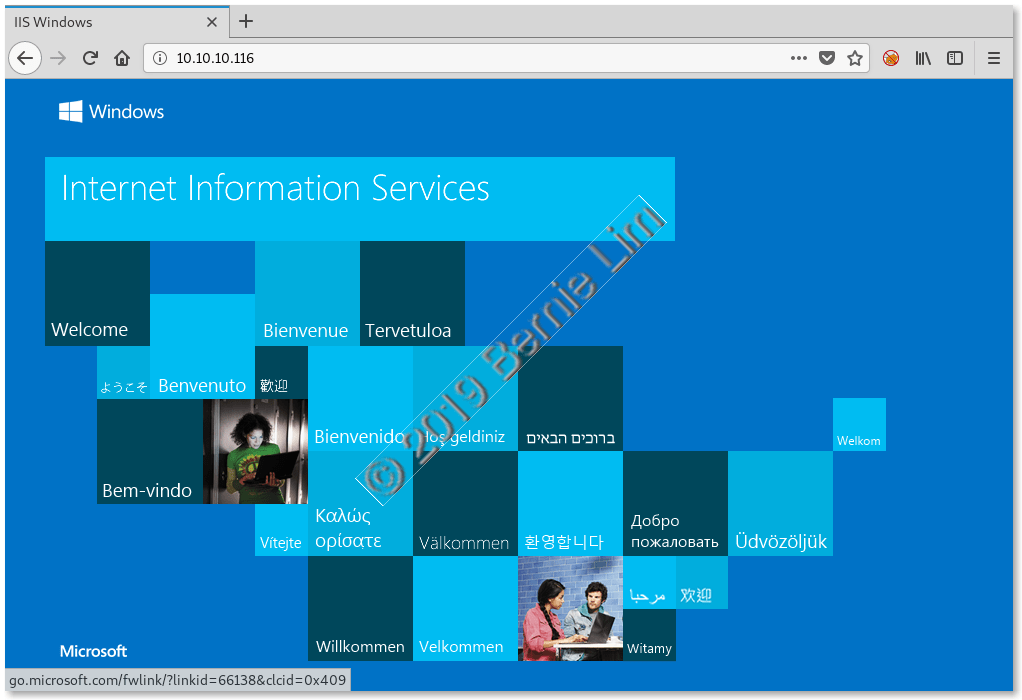 IIS Windows
10.10.10.116
Windows
Internet Information Services
Welcome
Bienvenue
Tervetuloa
ようこそ
Benvenuto
歡迎
Bienvenido
Hoş geldiniz
ברוכים הבאים
Welkom
Bem-vindo
Vítejte
Καλώς
ορίσατε
Välkommen
환영합니다
Добро
пожаловать
Üdvözöljük
مرحبا
欢迎
Willkommen
Velkommen
Witamy
Microsoft
go.microsoft.com/fwlink/?linkid=66138&clcid=0x409
© 2019 Bernie Lim